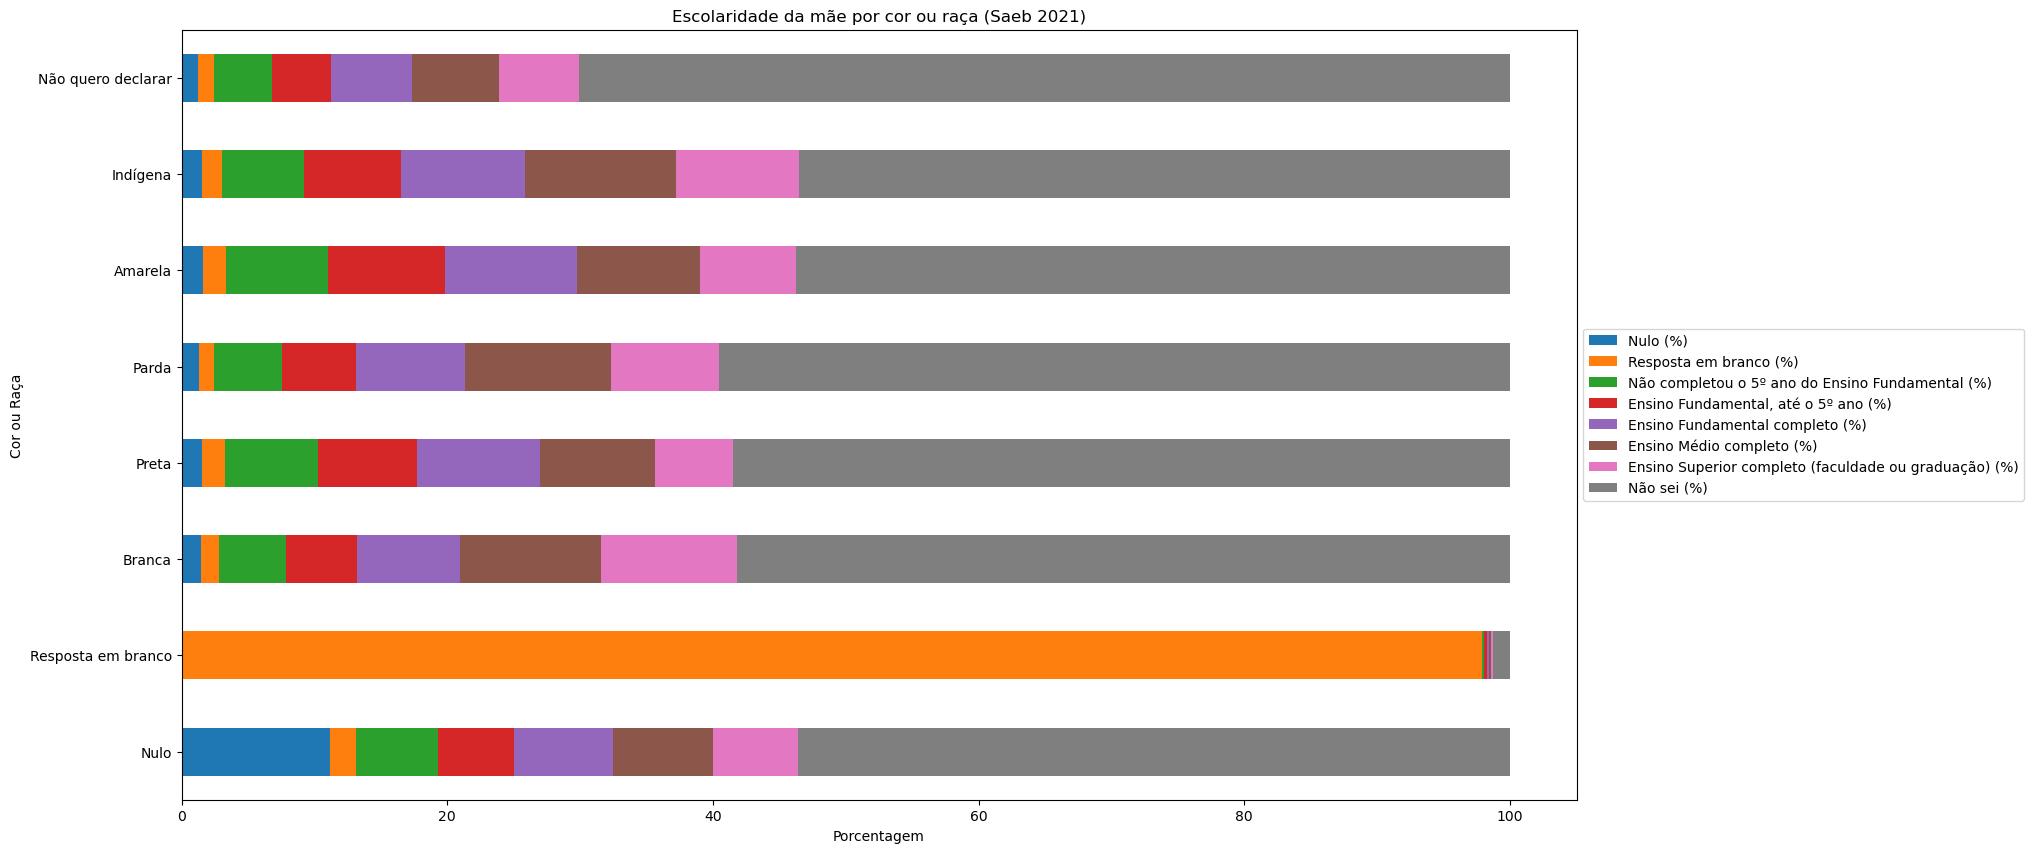 Escolaridade da mãe por cor ou raça (Saeb 2021)
Não quero declarar
Indígena
Amarela
Parda
Preta
Branca
Resposta em branco
Nulo
Cor ou Raça
0 20 40 60 80 100
Porcentagem
Nulo (%)
Resposta em branco (%)
Não completou o 5º ano do Ensino Fundamental (%)
Ensino Fundamental, até o 5º ano (%)
Ensino Fundamental completo (%)
Ensino Médio completo (%)
Ensino Superior completo (faculdade ou graduação) (%)
Não sei (%)